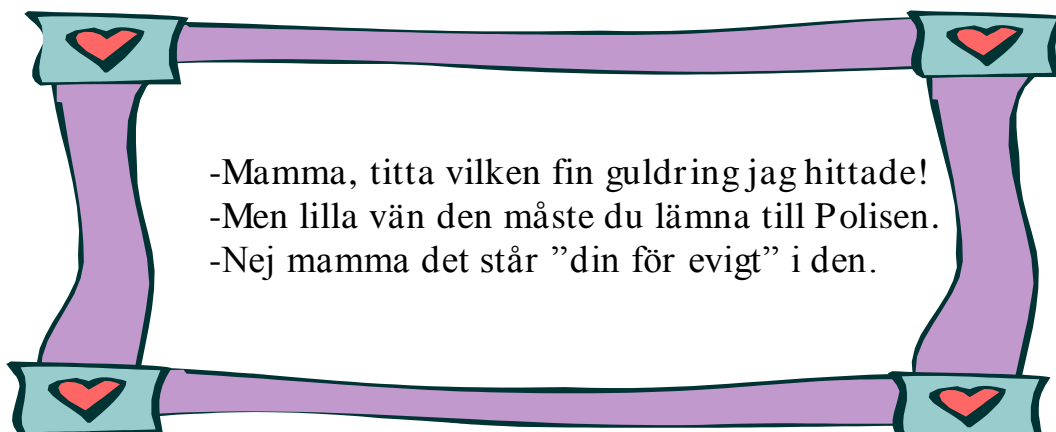 -Mamma, titta vilken fin guldring jag hittade!
-Men lilla vän den måste du lämna till Polisen.
-Nej mamma det står ”din för evigt” i den.